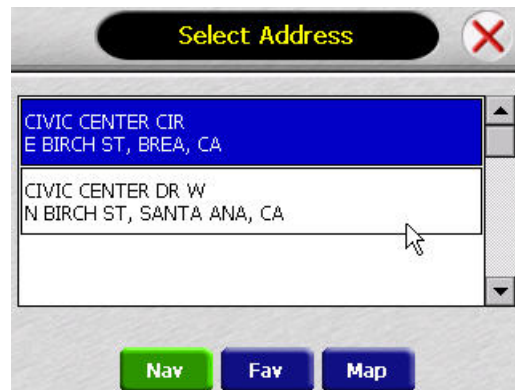 Select Address
CIVIC CENTER CIR
E BIRCH ST, BREA, CA
CIVIC CENTER DR W
N BIRCH ST, SANTA ANA, CA
Nav Fav Map